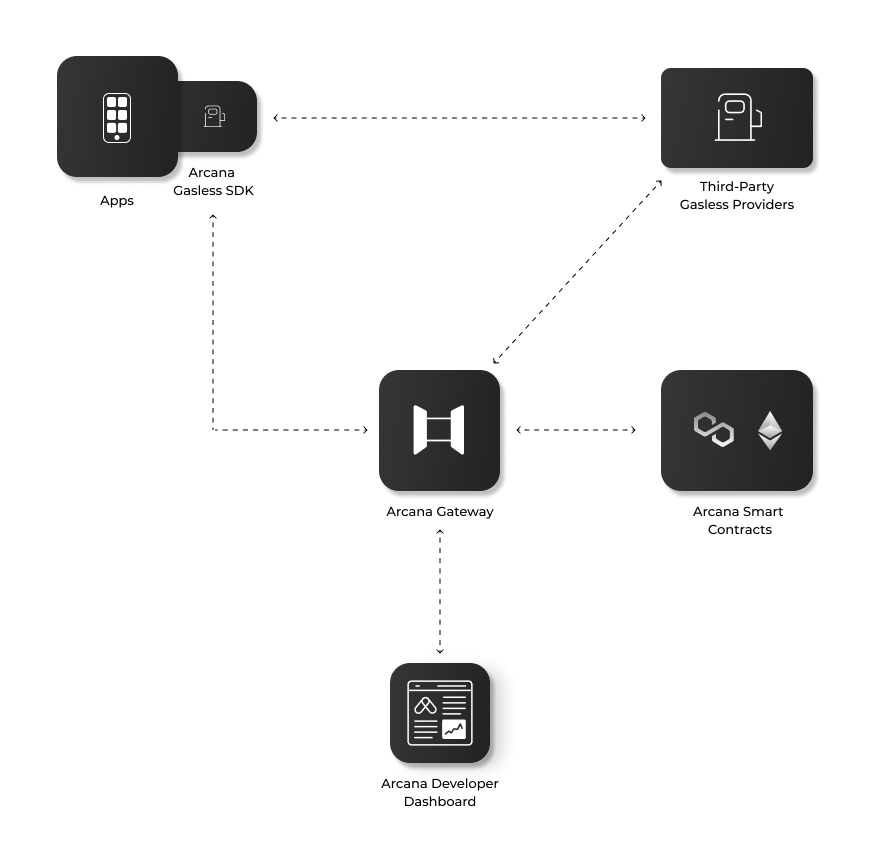 Arcana
Gasless SDK
Apps
Third-Party
Gasless Providers
Arcana Gateway
Arcana Smart
Contracts
Arcana Developer
Dashboard